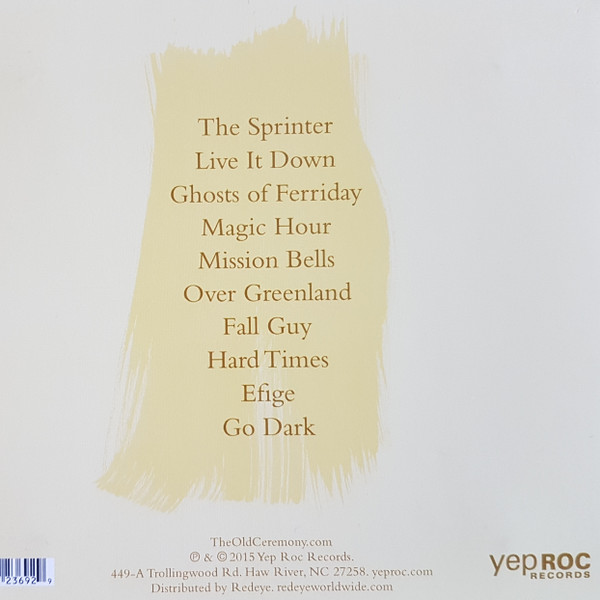 The Sprinter
Live It Down
Ghosts of Ferriday
Magic Hour
Mission Bells
Over Greenland
Fall Guy
Hard Times
Efige
Go Dark
TheOldCeremony.com
℗ & © 2015 Yep Roc Records.
449-A Trollingwood Rd. Haw River, NC 27258. yeproc.com
Distributed by Redeye. redeyeworldwide.com
23692 9
yep ROC
RECORDS